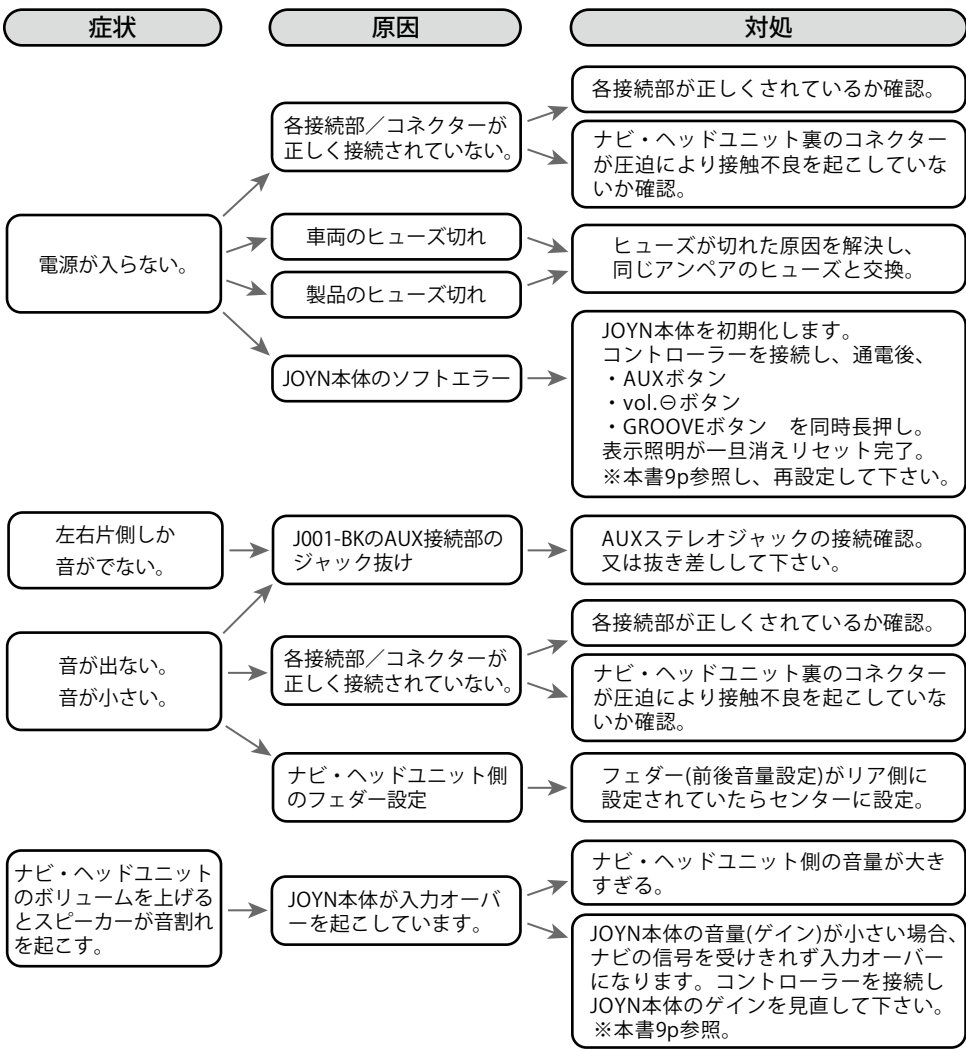 症状
原因
対処
電源が入らない。
各接続部／コネクターが
正しく接続されていない。
各接続部が正しくされているか確認。
ナビ・ヘッドユニット裏のコネクター
が圧迫により接触不良を起こしていな
いか確認。
車両のヒューズ切れ
製品のヒューズ切れ
ヒューズが切れた原因を解決し、
同じアンペアのヒューズと交換。
JOYN本体のソフトエラー
JOYN本体を初期化します。
コントローラーを接続し、通電後、
・AUXボタン
・vol.⊖ボタン
・GROOVEボタン　を同時長押し。
表示照明が一旦消えリセット完了。
※本書9p参照し、再設定して下さい。
左右片側しか
音がでない。
J001-BKのAUX接続部の
ジャック抜け
AUXステレオジャックの接続確認。
又は抜き差しして下さい。
音が出ない。
音が小さい。
各接続部／コネクターが
正しく接続されていない。
各接続部が正しくされているか確認。
ナビ・ヘッドユニット裏のコネクター
が圧迫により接触不良を起こしていな
いか確認。
ナビ・ヘッドユニット側
のフェダー設定
フェダー(前後音量設定)がリア側に
設定されていたらセンターに設定。
ナビ・ヘッドユニット
のボリュームを上げる
とスピーカーが音割れ
を起こす。
JOYN本体が入力オーバ
ーを起こしています。
ナビ・ヘッドユニット側の音量が大き
すぎる。
JOYN本体の音量(ゲイン)が小さい場合、
ナビの信号を受けきれず入力オーバー
になります。コントローラーを接続し
JOYN本体のゲインを見直して下さい。
※本書9p参照。